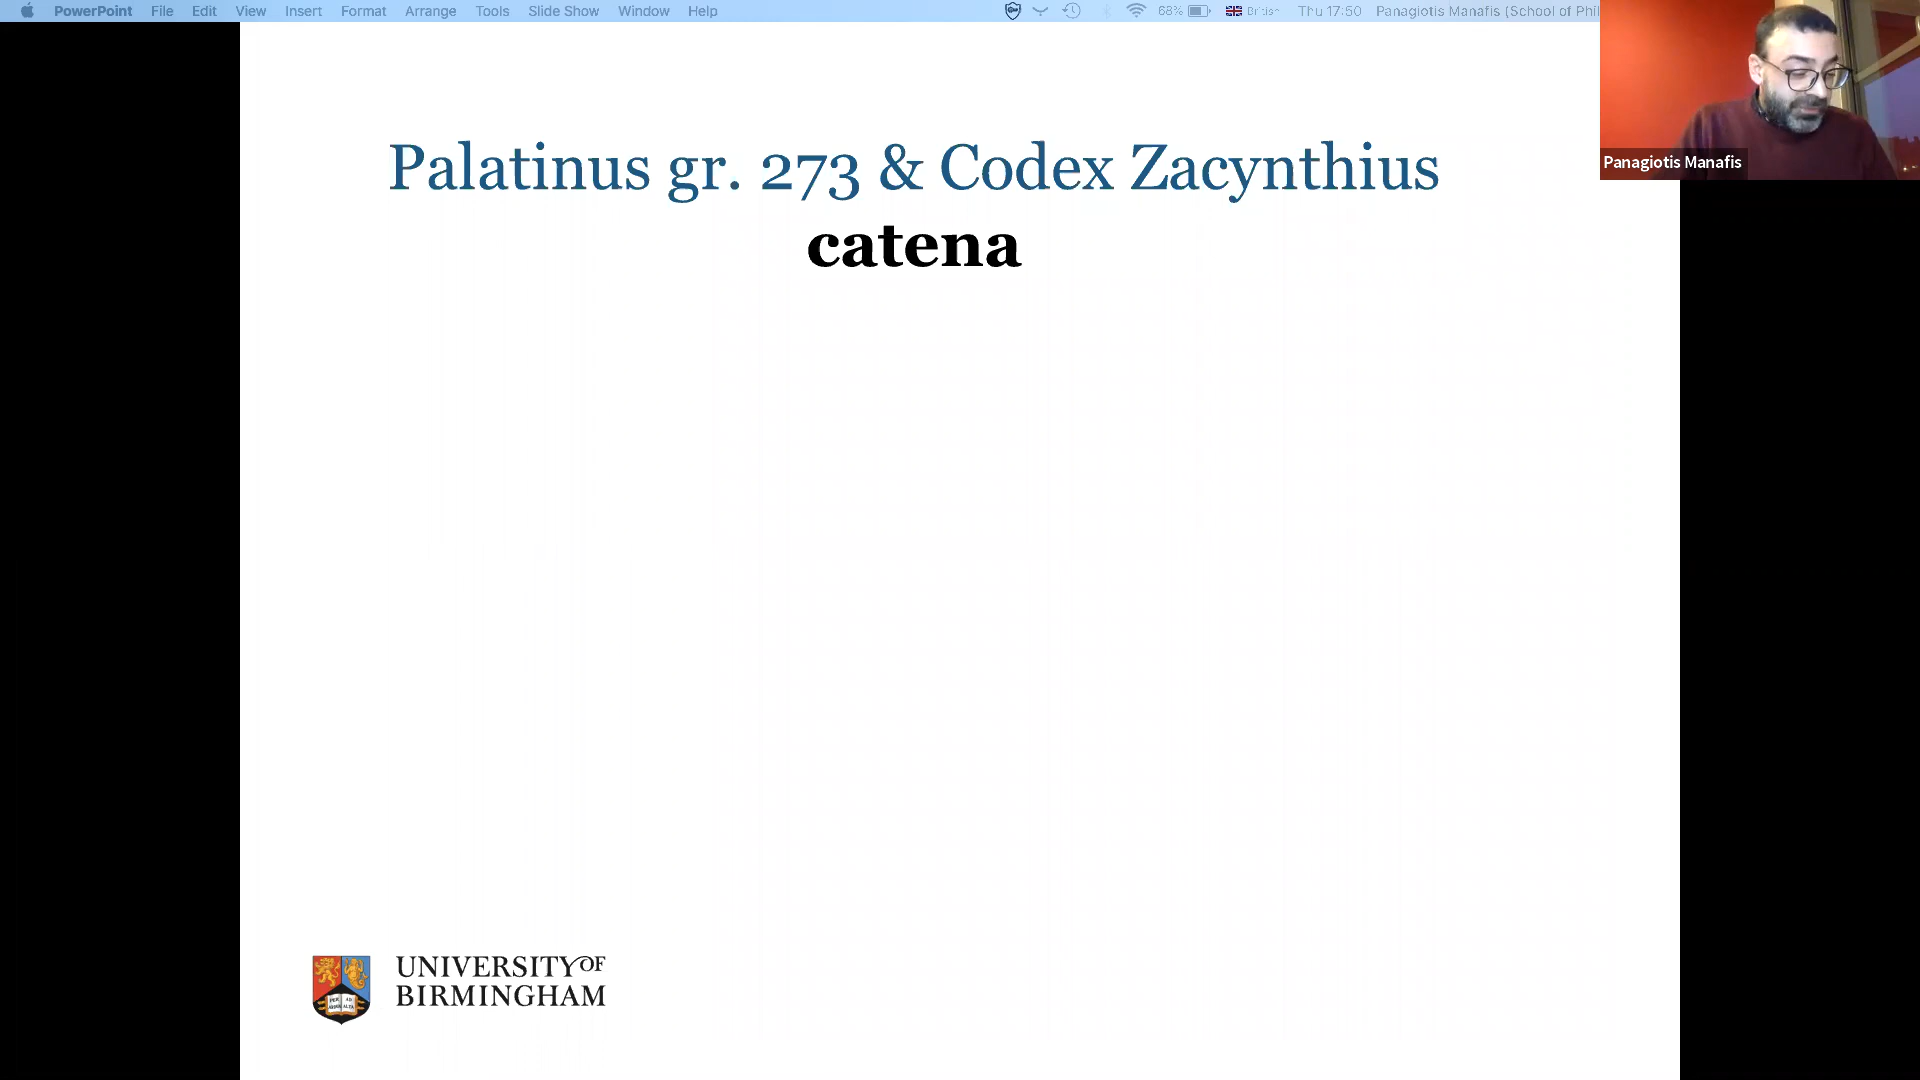 PowerPoint File Edit View Insert Format Arrange Tools Slide Show Window Help 68% British Thu 17:50 Panagiotis Manafis (School of Phil
Panagiotis Manafis
Palatinus gr. 273 & Codex Zacynthius
catena
UNIVERSITY OF
BIRMINGHAM